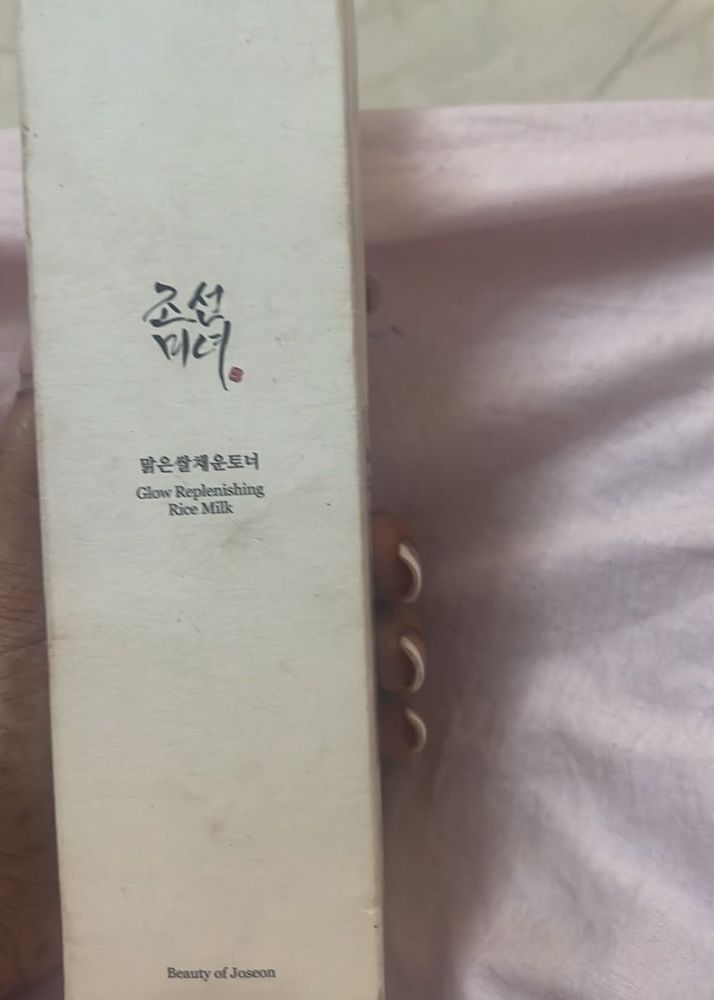 조선
미녀
맑은쌀채운토너
Glow Replenishing
Rice Milk
Beauty of Joseon